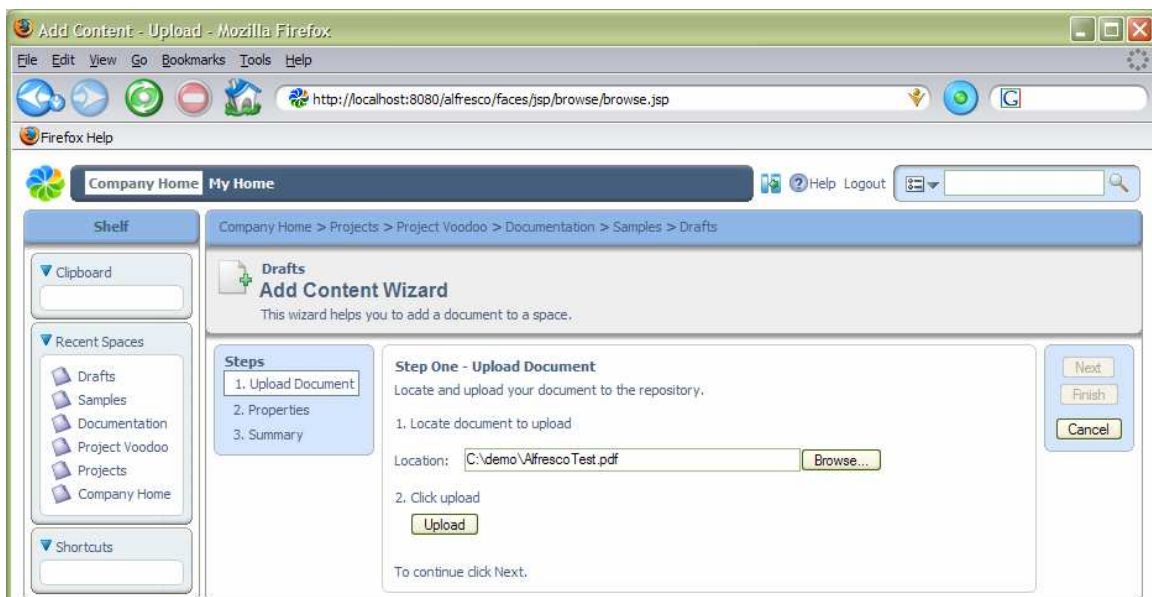 Add Content - Upload - Mozilla Firefox
File Edit View Go Bookmarks Tools Help
http://localhost:8080/alfresco/faces/jsp/browse/browse.jsp
G
Firefox Help
Company Home My Home
Help Logout
Shelf
Company Home > Projects > Project Voodoo > Documentation > Samples > Drafts
Clipboard
Drafts
Add Content Wizard
This wizard helps you to add a document to a space.
Recent Spaces
Drafts
Samples
Documentation
Project Voodoo
Projects
Company Home
Shortcuts
Steps
1. Upload Document
2. Properties
3. Summary
Step One - Upload Document
Locate and upload your document to the repository.
1. Locate document to upload
Location: C:\demo\AlfrescoTest.pdf Browse...
2. Click upload
Upload
To continue click Next.
Next
Finish
Cancel